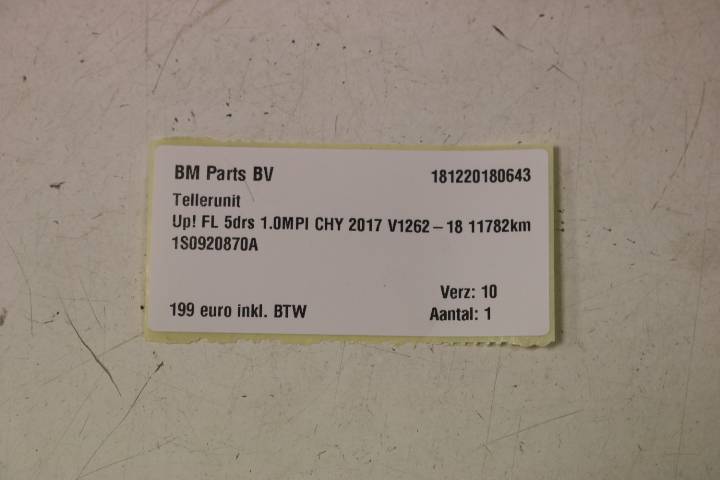 BM Parts BV 181220180643
Tellerunit
Up! FL 5drs 1.0MPI CHY 2017 V1262-18 11782km
1S0920870A
Verz: 10
199 euro inkl. BTW Aantal: 1